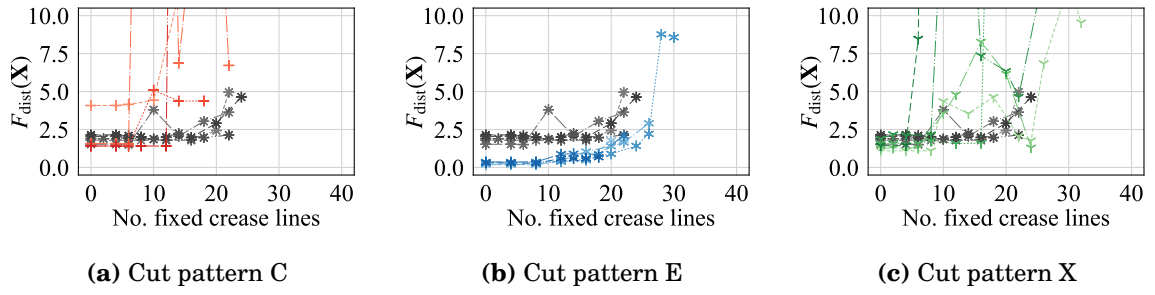 10.0
7.5
5.0
2.5
0.0
F_dist(X)
0 10 20 30 40
No. fixed crease lines
(a) Cut pattern C
10.0
7.5
5.0
2.5
0.0
F_dist(X)
0 10 20 30 40
No. fixed crease lines
(b) Cut pattern E
10.0
7.5
5.0
2.5
0.0
F_dist(X)
0 10 20 30 40
No. fixed crease lines
(c) Cut pattern X